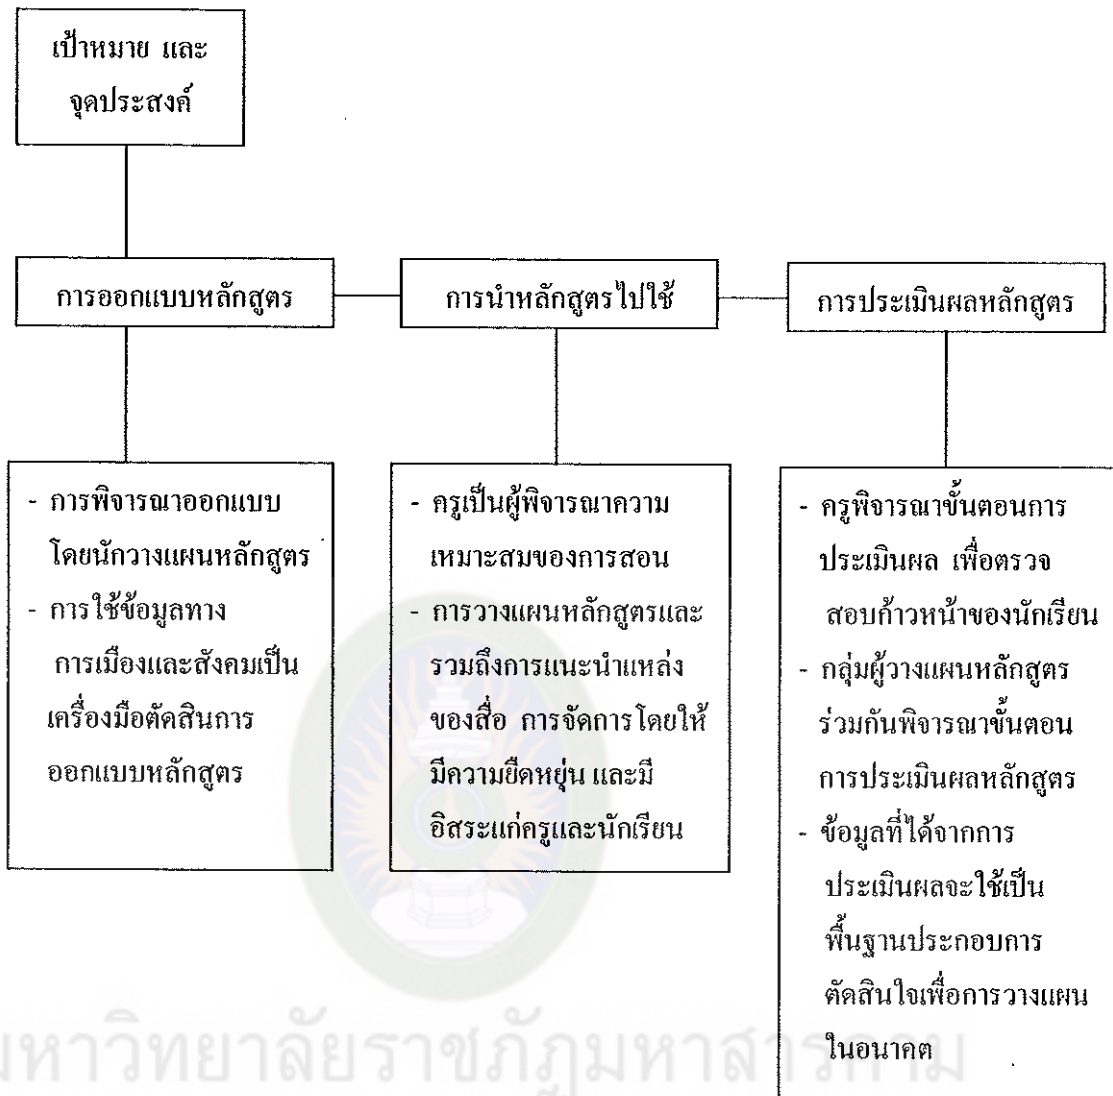 เป้าหมาย และ
จุดประสงค์
การออกแบบหลักสูตร
การนำหลักสูตรไปใช้
การประเมินผลหลักสูตร
- การพิจารณาออกแบบ
โดยนักวางแผนหลักสูตร
- การใช้ข้อมูลทาง
การเมืองและสังคมเป็น
เครื่องมือตัดสินการ
ออกแบบหลักสูตร
- ครูเป็นผู้พิจารณาความ
เหมาะสมของการสอน
- การวางแผนหลักสูตรและ
รวมถึงการแนะนำแหล่ง
ของสื่อ การจัดการโดยให้
มีความยืดหยุ่น และมี
อิสระแก่ครูและนักเรียน
- ครูพิจารณาขั้นตอนการ
ประเมินผล เพื่อตรวจ
สอบก้าวหน้าของนักเรียน
- กลุ่มผู้วางแผนหลักสูตร
ร่วมกันพิจารณาขั้นตอน
การประเมินผลหลักสูตร
- ข้อมูลที่ได้จากการ
ประเมินผลจะใช้เป็น
พื้นฐานประกอบการ
ตัดสินใจเพื่อการวางแผน
ในอนาคต
มหาวิทยาลัยราชภัฏมหาสารคาม